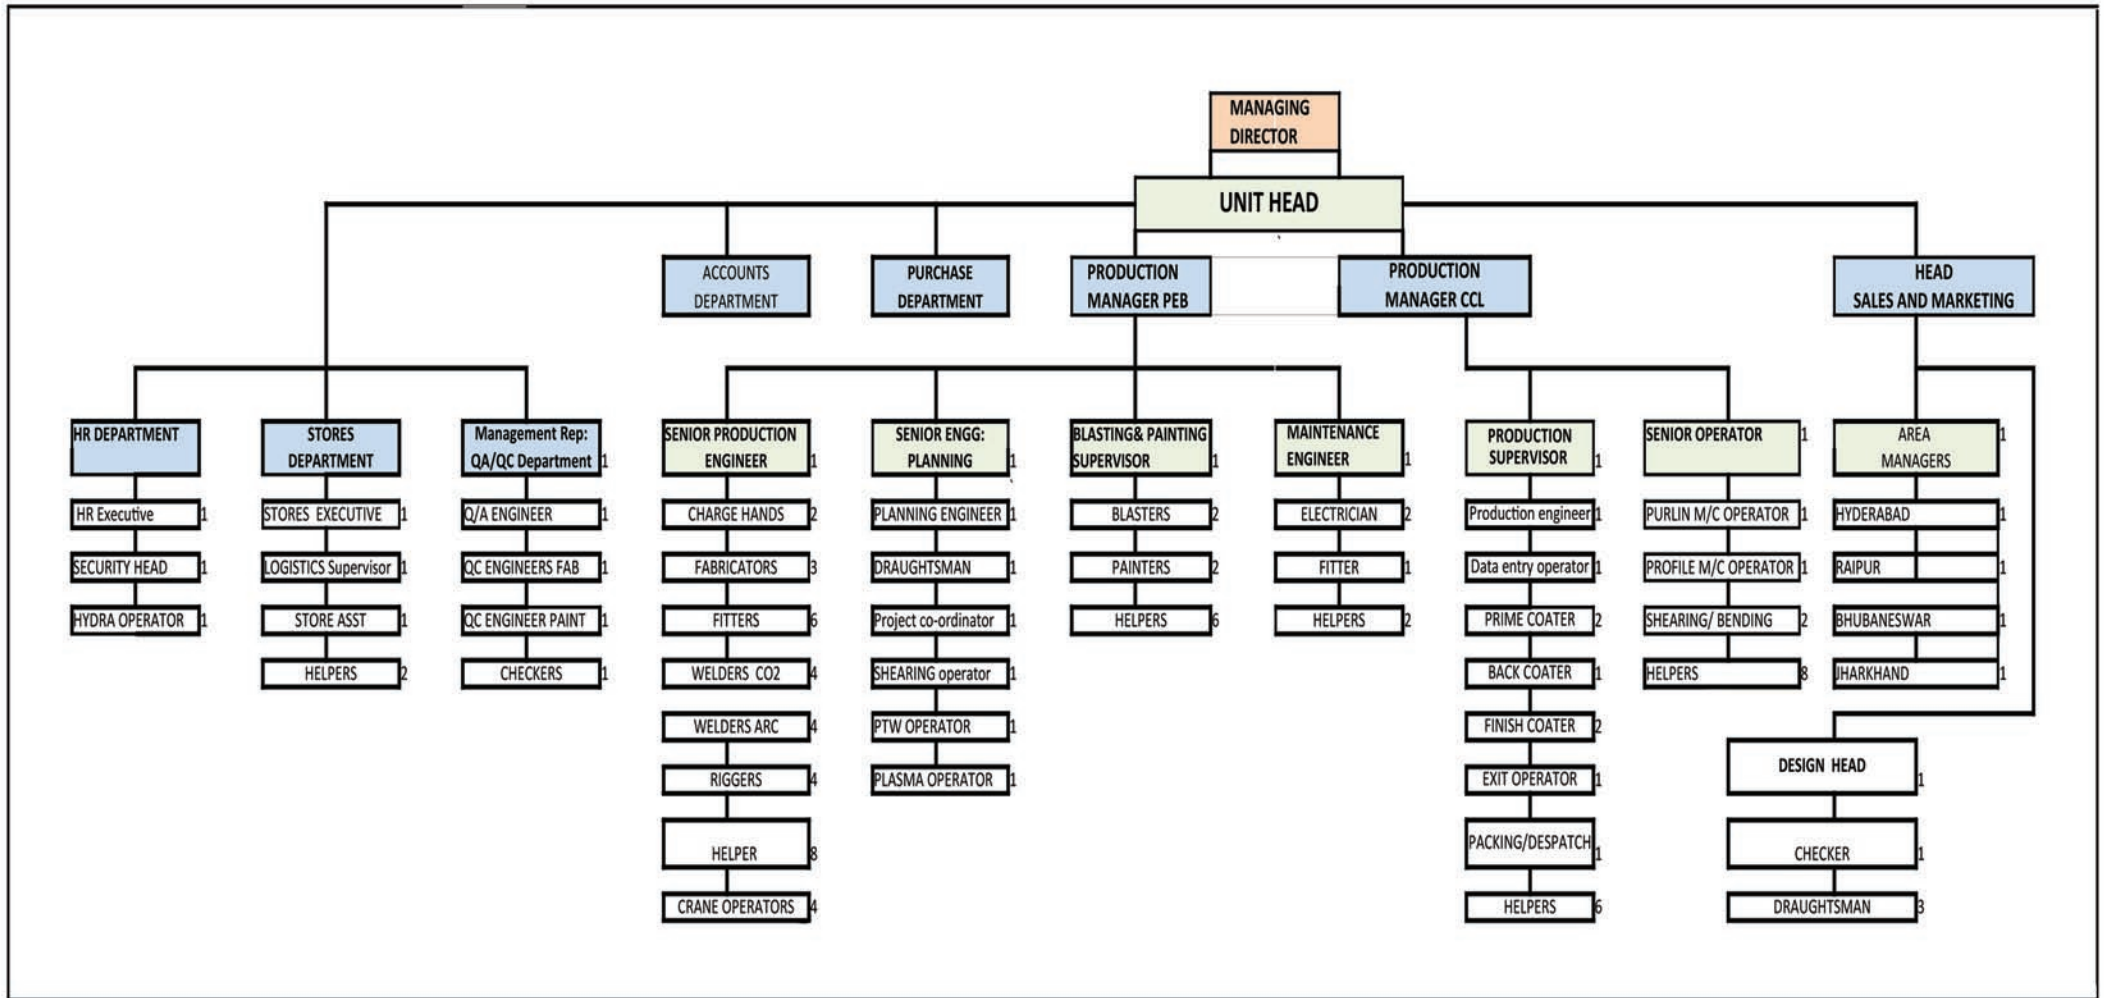 MANAGING
DIRECTOR
UNIT HEAD
ACCOUNTS
DEPARTMENT
PURCHASE
DEPARTMENT
PRODUCTION
MANAGER PEB
PRODUCTION
MANAGER CCL
HEAD
SALES AND MARKETING
HR DEPARTMENT
HR Executive 1
SECURITY HEAD 1
HYDRA OPERATOR 1
STORES
DEPARTMENT
STORES EXECUTIVE 1
LOGISTICS Supervisor 1
STORE ASST 1
HELPERS 2
Management Rep:
QA/QC Department 1
Q/A ENGINEER 1
QC ENGINEERS FAB 1
QC ENGINEER PAINT 1
CHECKERS 1
SENIOR PRODUCTION
ENGINEER 1
CHARGE HANDS 2
FABRICATORS 3
FITTERS 6
WELDERS CO2 4
WELDERS ARC 4
RIGGERS 4
HELPER 8
CRANE OPERATORS 4
SENIOR ENGG:
PLANNING 1
PLANNING ENGINEER 1
DRAUGHTSMAN 1
Project co-ordinator 1
SHEARING operator 1
PTW OPERATOR 1
PLASMA OPERATOR 1
BLASTING& PAINTING
SUPERVISOR 1
BLASTERS 2
PAINTERS 2
HELPERS 6
MAINTENANCE
ENGINEER 1
ELECTRICIAN 2
FITTER 1
HELPERS 2
PRODUCTION
SUPERVISOR 1
Production engineer 1
Data entry operator 1
PRIME COATER 2
BACK COATER 1
FINISH COATER 2
EXIT OPERATOR 1
PACKING/DESPATCH 1
HELPERS 6
SENIOR OPERATOR 1
PURLIN M/C OPERATOR 1
PROFILE M/C OPERATOR 1
SHEARING/ BENDING 2
HELPERS 8
AREA 1
MANAGERS
HYDERABAD 1
RAIPUR 1
BHUBANESWAR 1
JHARKHAND 1
DESIGN HEAD 1
CHECKER 1
DRAUGHTSMAN 3